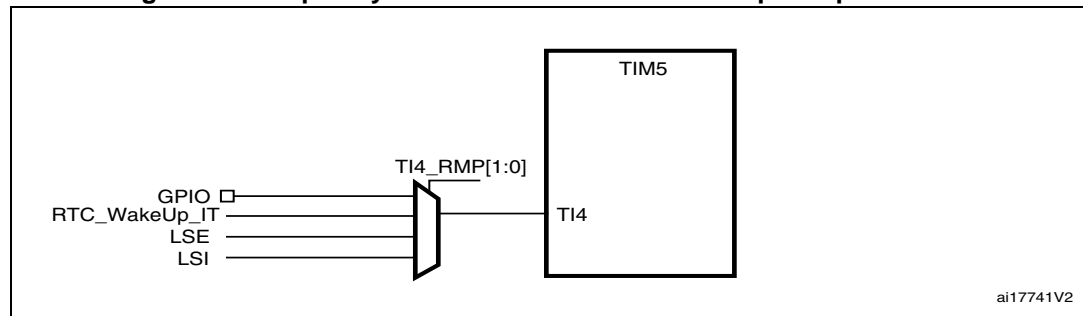 TIM5
TI4_RMP[1:0]
GPIO
RTC_WakeUp_IT
TI4
LSE
LSI
ai17741V2